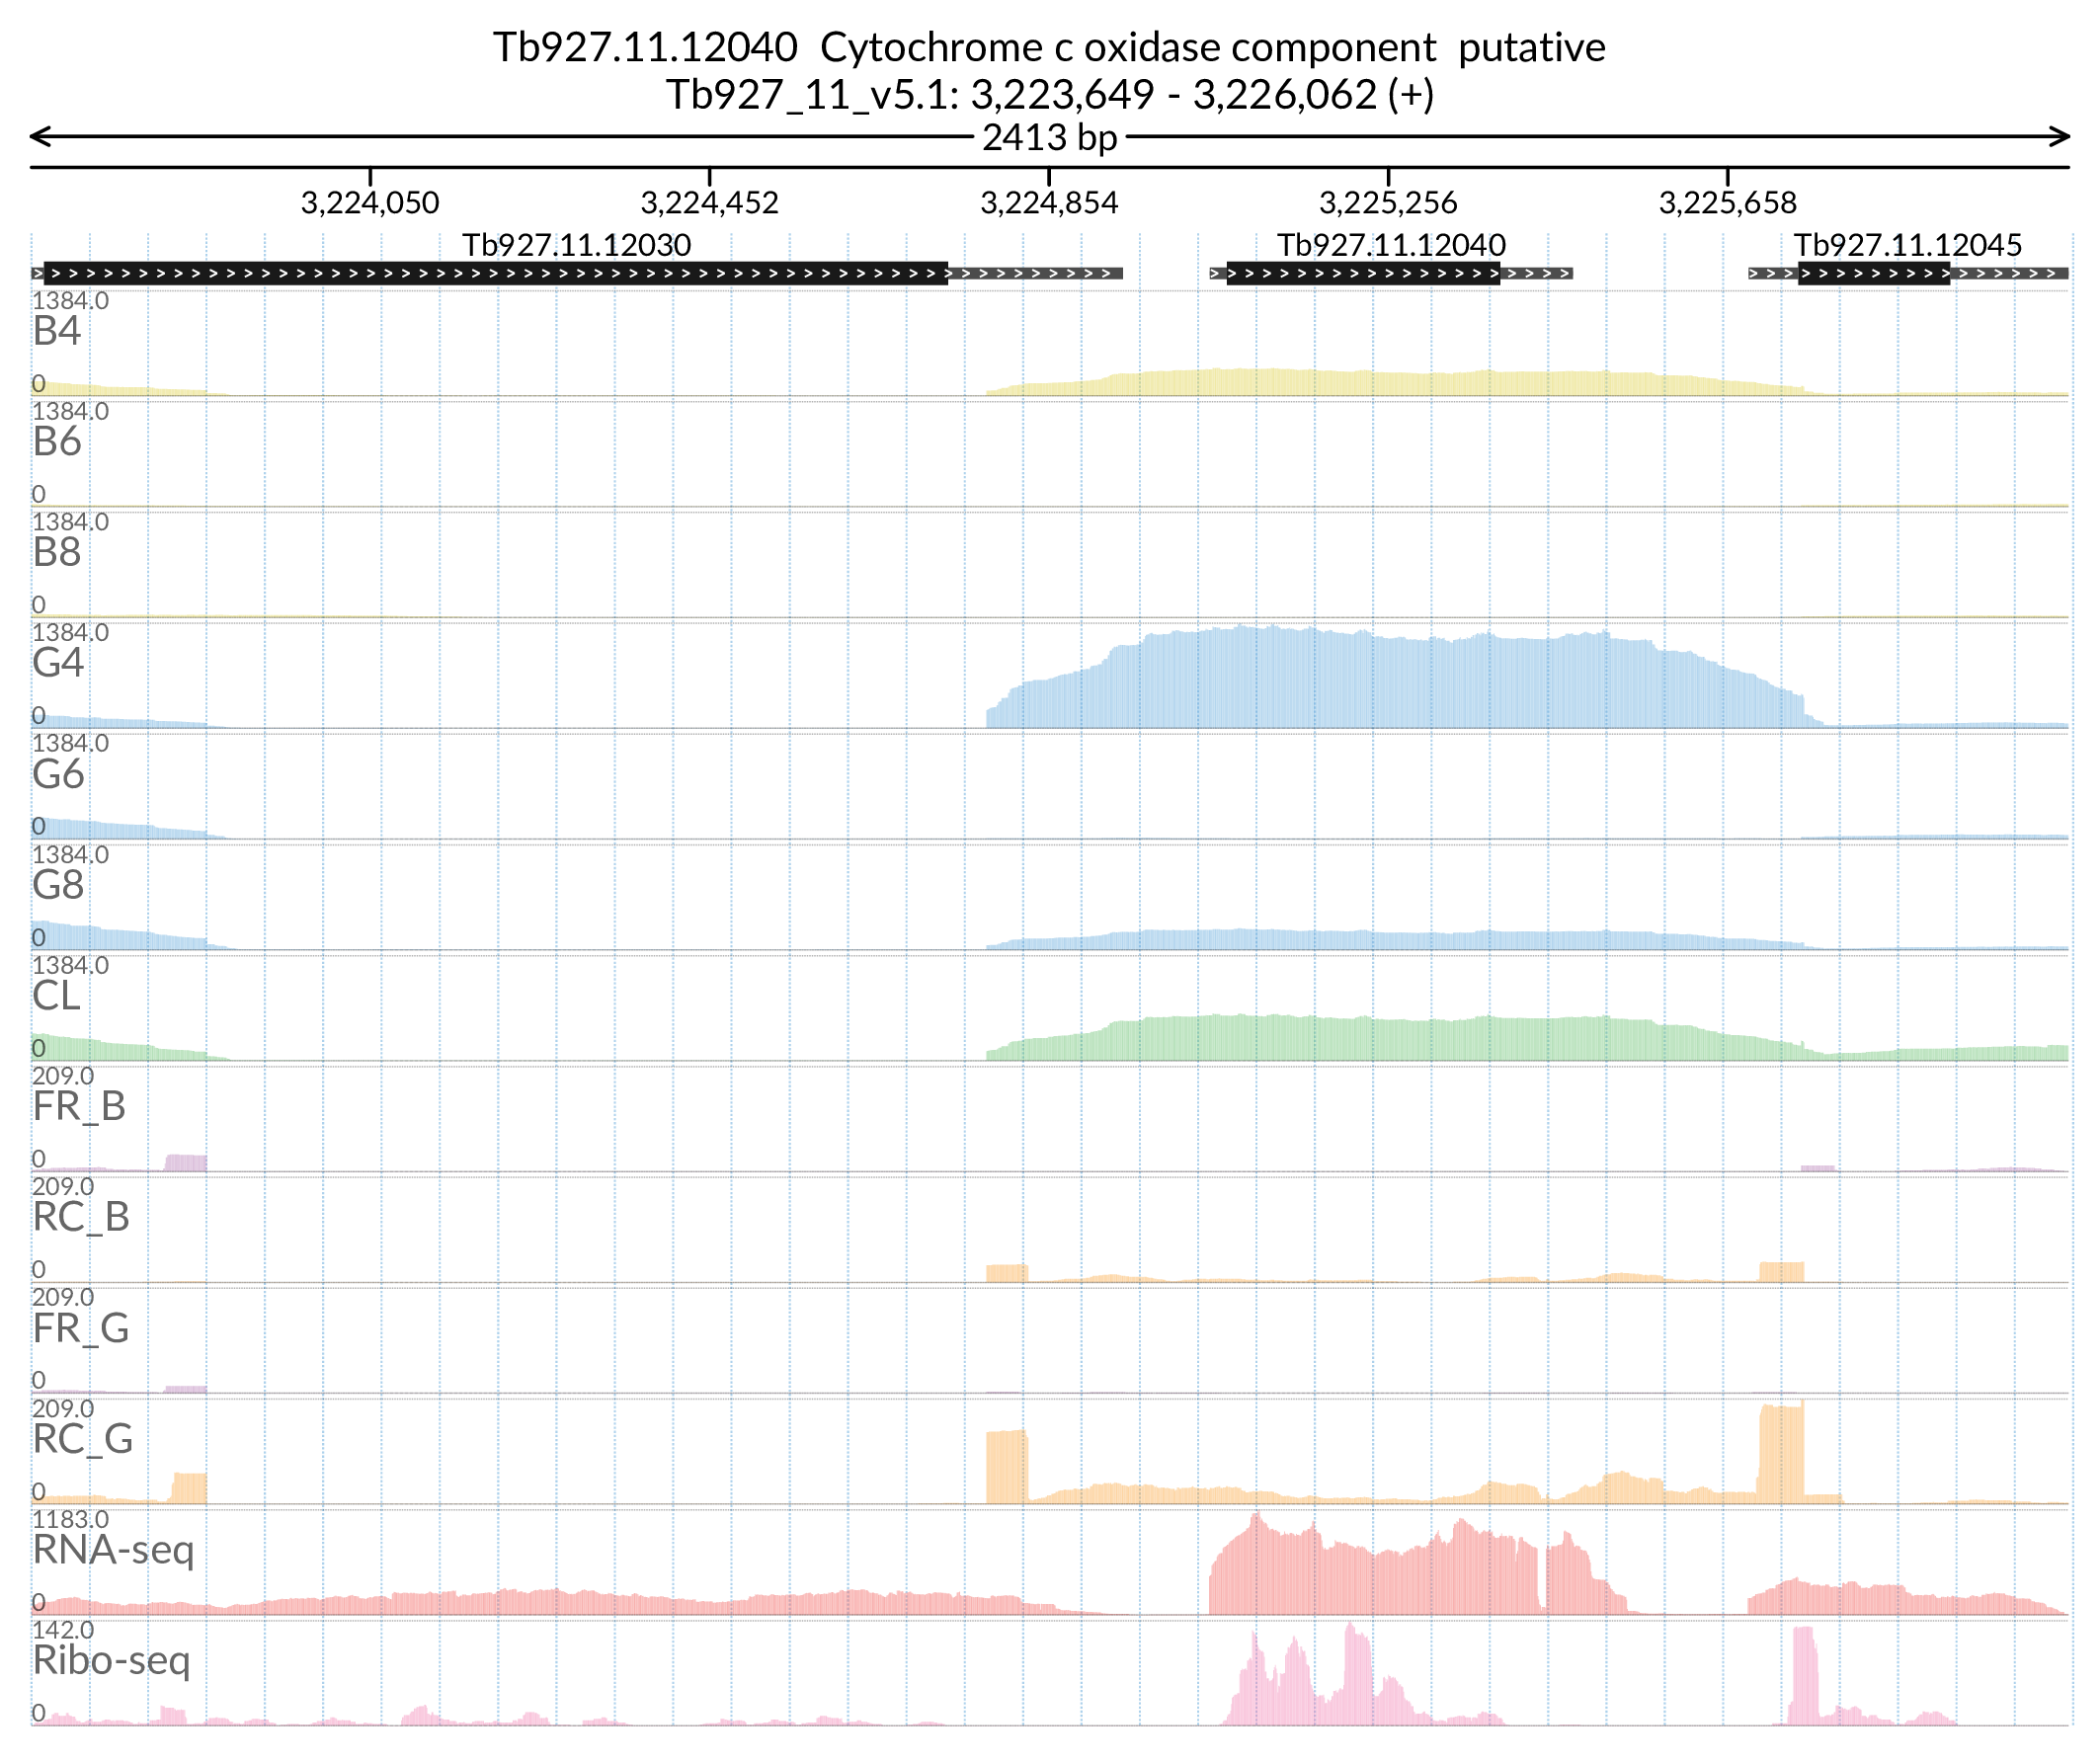 Tb927.11.12040 Cytochrome c oxidase component putative
Tb927_11_v5.1: 3,223,649 - 3,226,062 (+)
2413 bp
3,224,050 3,224,452 3,224,854 3,225,256 3,225,658
Tb927.11.12030 Tb927.11.12040 Tb927.11.12045
1384.0
B4
0
1384.0
B6
0
1384.0
B8
0
1384.0
G4
0
1384.0
G6
0
1384.0
G8
0
1384.0
CL
0
209.0
FR_B
0
209.0
RC_B
0
209.0
FR_G
0
209.0
RC_G
0
1183.0
RNA-seq
0
142.0
Ribo-seq
0